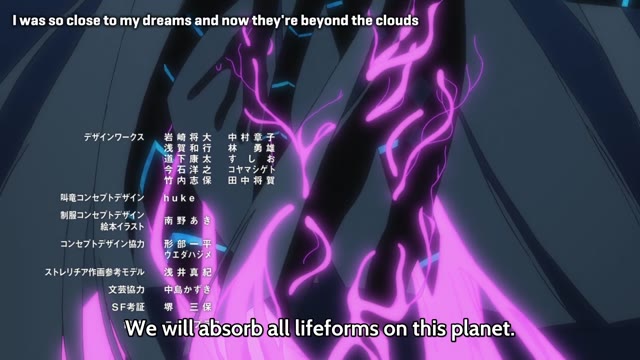 I was so close to my dreams and now they're beyond the clouds
デザインワークス 岩崎将大 中村章子
浅賀和行 林 勇雄
道下康太 すしお
今石洋之 コヤマシゲト
竹内志保 田中将賀
叫竜コンセプトデザイン huke
制服コンセプトデザイン
絵本イラスト 南野あき
コンセプトデザイン協力 形部一平
ウエダハジメ
ストレリチア作画参考モデル 浅井真紀
文芸協力 中島かずき
SF考証 堺 三保
We will absorb all lifeforms on this planet.